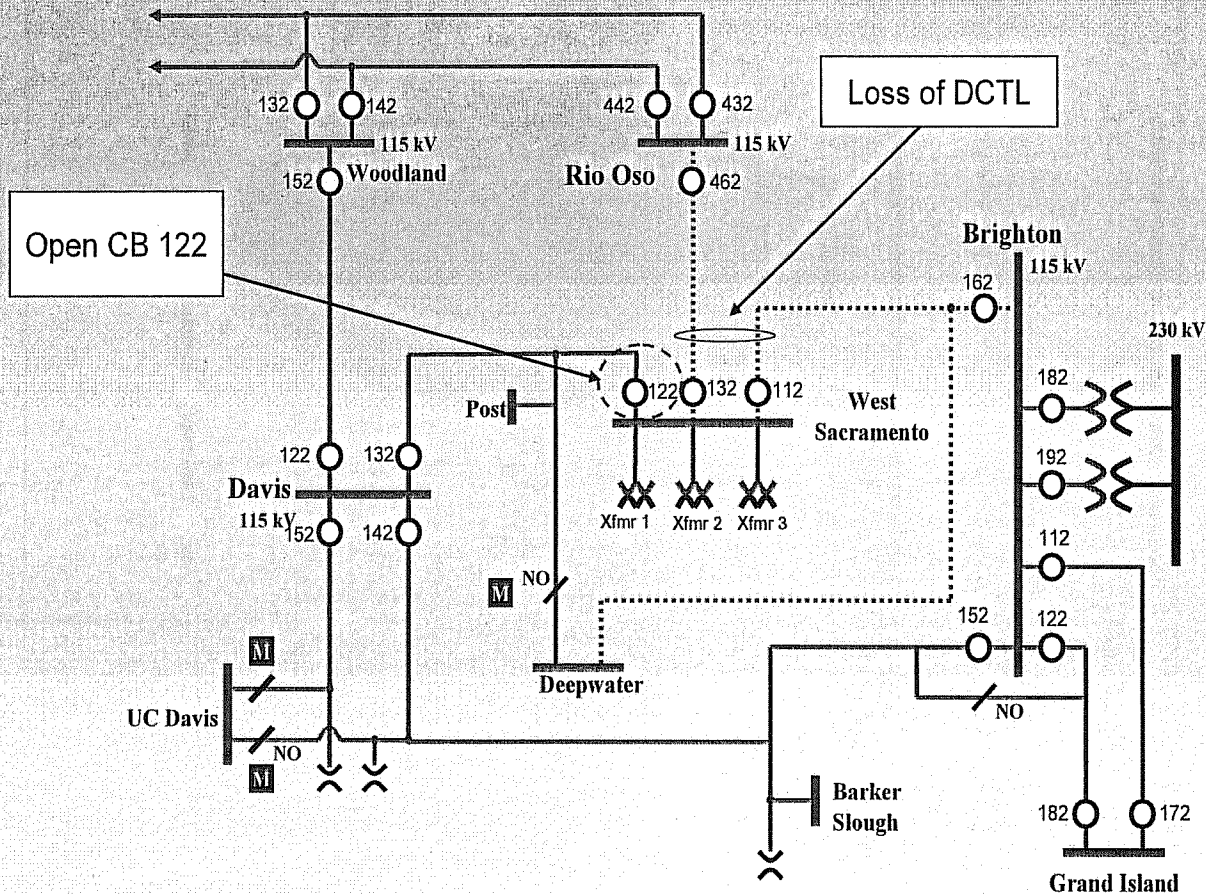 132
142
442
432
Loss of DCTL
115 kV
Woodland
152
115 kV
Rio Oso
462
Open CB 122
Brighton
115 kV
162
230 kV
122
132
112
182
Post
West
Sacramento
122
132
192
Davis
115 kV
152
142
Xfmr 1
Xfmr 2
Xfmr 3
112
M
NO
152
122
M
Deepwater
NO
UC Davis
NO
M
Barker
Slough
182
172
Grand Island